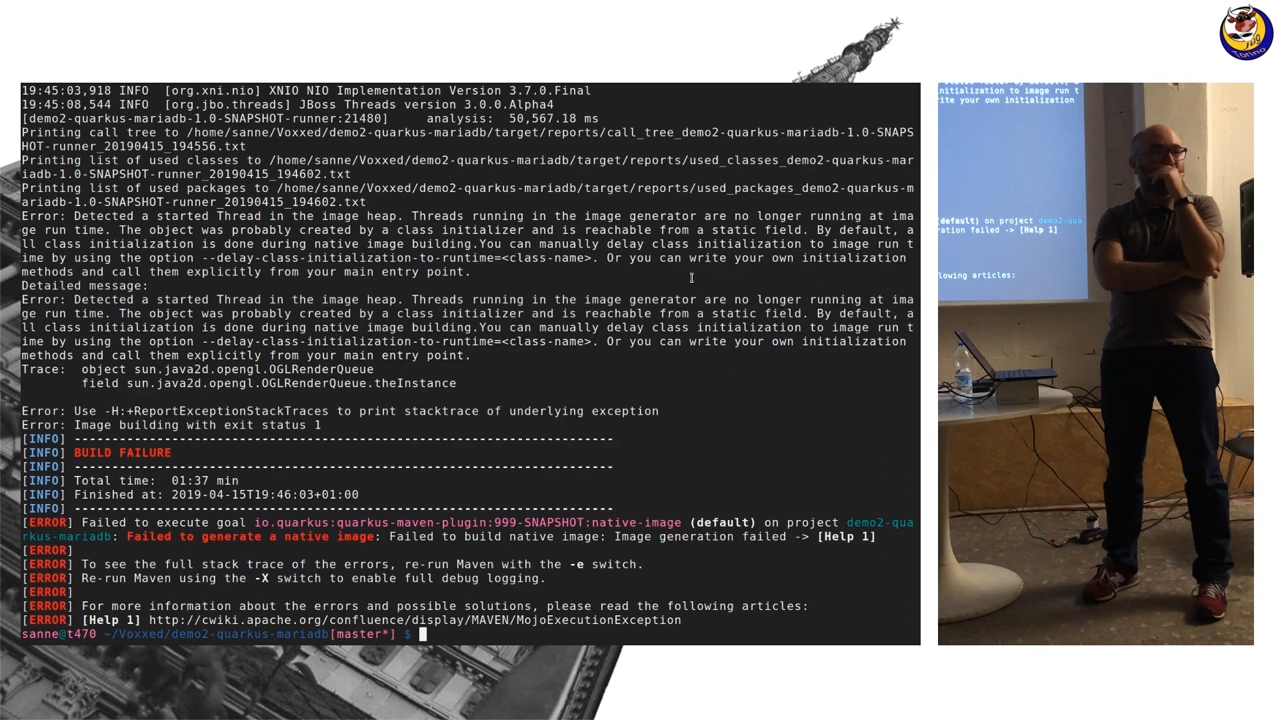 19:45:03,918 INFO  [org.xni.nio] XNIO NIO Implementation Version 3.7.0.Final
19:45:08,544 INFO  [org.jbo.threads] JBoss Threads version 3.0.0.Alpha4
[demo2-quarkus-mariadb-1.0-SNAPSHOT-runner:21480]     analysis:  50,567.18 ms
Printing call tree to /home/sanne/Voxxed/demo2-quarkus-mariadb/target/reports/call_tree_demo2-quarkus-mariadb-1.0-SNAPS
HOT-runner_20190415_194556.txt
Printing list of used classes to /home/sanne/Voxxed/demo2-quarkus-mariadb/target/reports/used_classes_demo2-quarkus-mar
iadb-1.0-SNAPSHOT-runner_20190415_194602.txt
Printing list of used packages to /home/sanne/Voxxed/demo2-quarkus-mariadb/target/reports/used_packages_demo2-quarkus-m
ariadb-1.0-SNAPSHOT-runner_20190415_194602.txt
Error: Detected a started Thread in the image heap. Threads running in the image generator are no longer running at ima
ge run time. The object was probably created by a class initializer and is reachable from a static field. By default, a
ll class initialization is done during native image building.You can manually delay class initialization to image run t
ime by using the option --delay-class-initialization-to-runtime=<class-name>. Or you can write your own initialization
methods and call them explicitly from your main entry point.
Detailed message:
Error: Detected a started Thread in the image heap. Threads running in the image generator are no longer running at ima
ge run time. The object was probably created by a class initializer and is reachable from a static field. By default, a
ll class initialization is done during native image building.You can manually delay class initialization to image run t
ime by using the option --delay-class-initialization-to-runtime=<class-name>. Or you can write your own initialization
methods and call them explicitly from your main entry point.
Trace:  object sun.java2d.opengl.OGLRenderQueue
        field sun.java2d.opengl.OGLRenderQueue.theInstance
Error: Use -H:+ReportExceptionStackTraces to print stacktrace of underlying exception
Error: Image building with exit status 1
[INFO] ------------------------------------------------------------------------
[INFO] BUILD FAILURE
[INFO] ------------------------------------------------------------------------
[INFO] Total time:  01:37 min
[INFO] Finished at: 2019-04-15T19:46:03+01:00
[INFO] ------------------------------------------------------------------------
[ERROR] Failed to execute goal io.quarkus:quarkus-maven-plugin:999-SNAPSHOT:native-image (default) on project demo2-qua
rkus-mariadb: Failed to generate a native image: Failed to build native image: Image generation failed -> [Help 1]
[ERROR]
[ERROR] To see the full stack trace of the errors, re-run Maven with the -e switch.
[ERROR] Re-run Maven using the -X switch to enable full debug logging.
[ERROR]
[ERROR] For more information about the errors and possible solutions, please read the following articles:
[ERROR] [Help 1] http://cwiki.apache.org/confluence/display/MAVEN/MojoExecutionException
sanne@t470 ~/Voxxed/demo2-quarkus-mariadb[master*] $
initialization to image run t
rite your own initialization
(default) on project demo2-qua
ration failed -> [Help 1]
lowing articles:
jug
torino